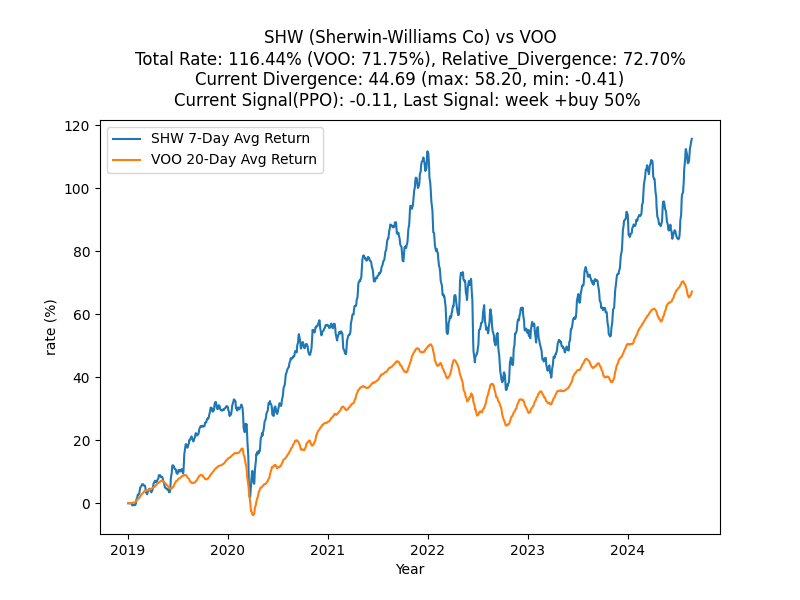 SHW (Sherwin-Williams Co) vs VOO
Total Rate: 116.44% (VOO: 71.75%), Relative_Divergence: 72.70%
Current Divergence: 44.69 (max: 58.20, min: -0.41)
Current Signal(PPO): -0.11, Last Signal: week +buy 50%
SHW 7-Day Avg Return
VOO 20-Day Avg Return
rate (%)
120
100
80
60
40
20
0
2019 2020 2021 2022 2023 2024
Year